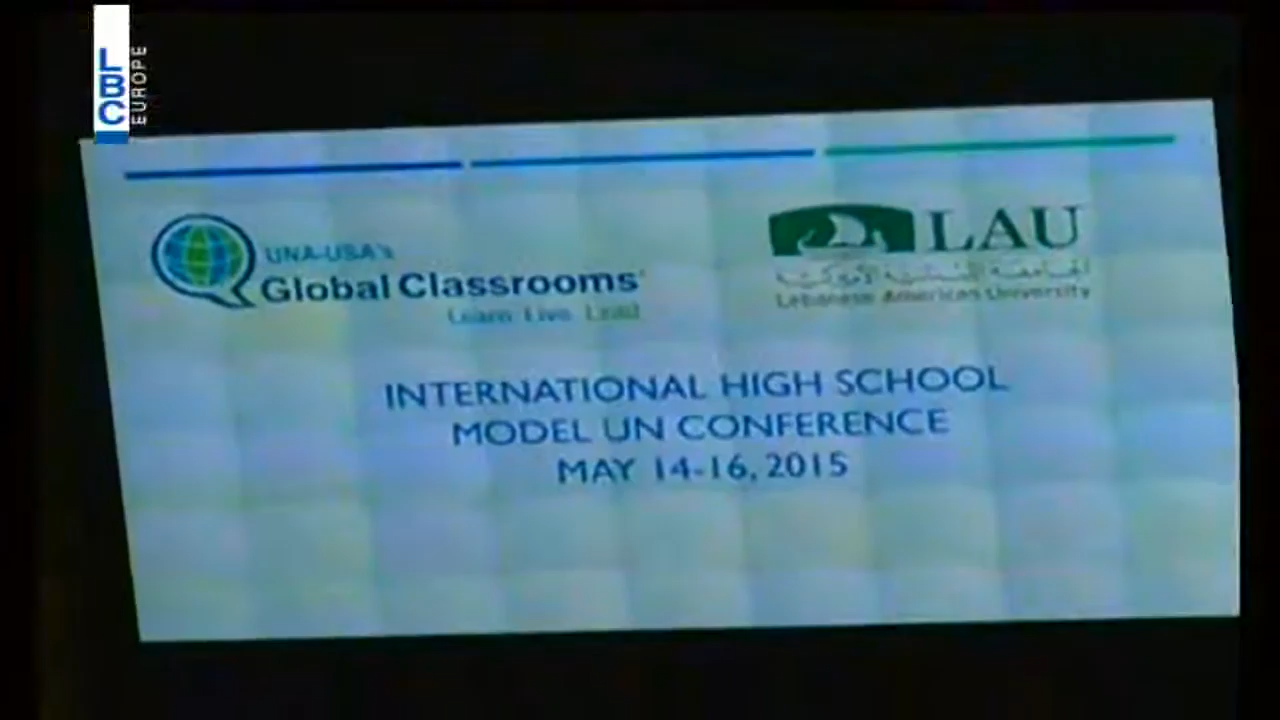 LBC
EUROPE
UNA-USA's
Global Classrooms
Learn Live Lead
LAU
الجامعة اللبنانية الأميركية
Lebanese American University
INTERNATIONAL HIGH SCHOOL
MODEL UN CONFERENCE
MAY 14-16, 2015